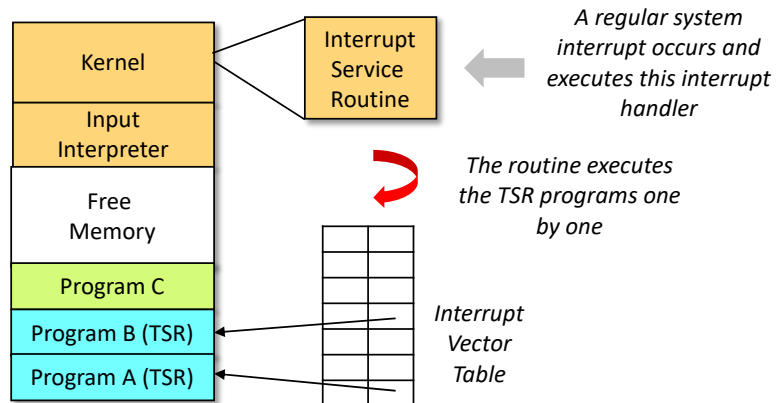 Kernel
Input
Interpreter
Free
Memory
Program C
Program B (TSR)
Program A (TSR)
Interrupt
Service
Routine
A regular system
interrupt occurs and
executes this interrupt
handler
The routine executes
the TSR programs one
by one
Interrupt
Vector
Table